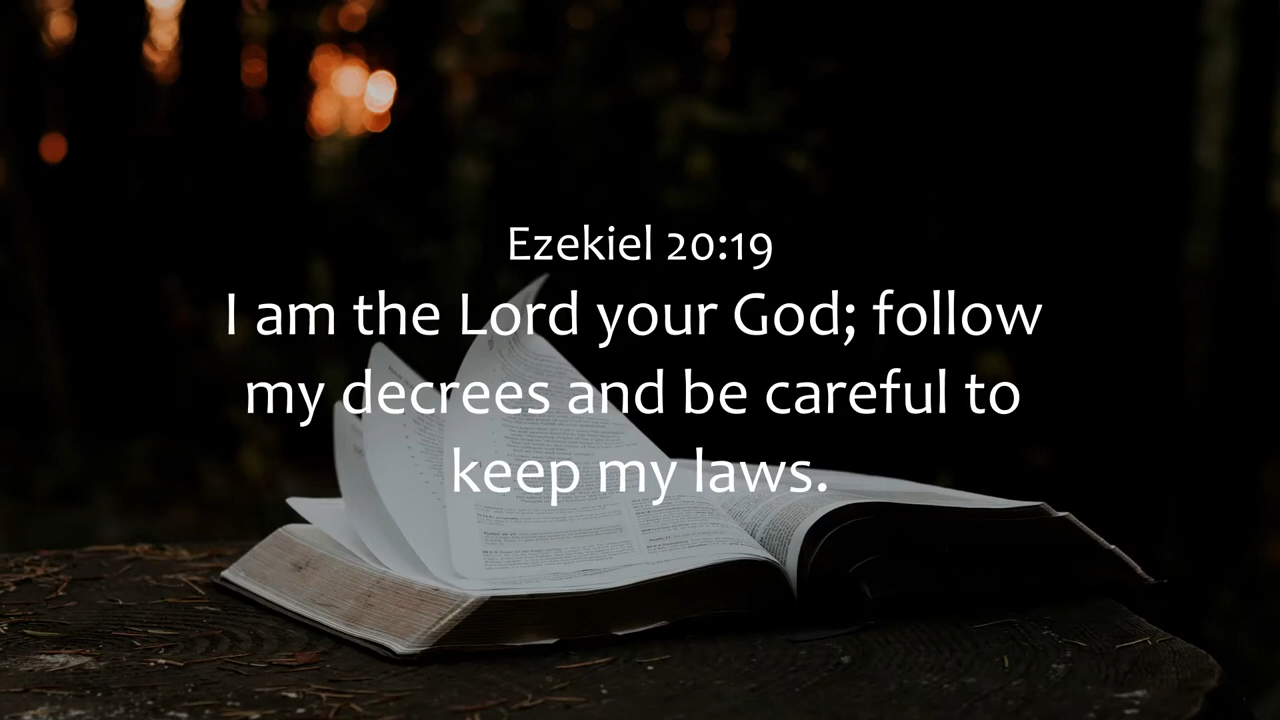 Ezekiel 20:19
I am the Lord your God; follow
my decrees and be careful to
keep my laws.